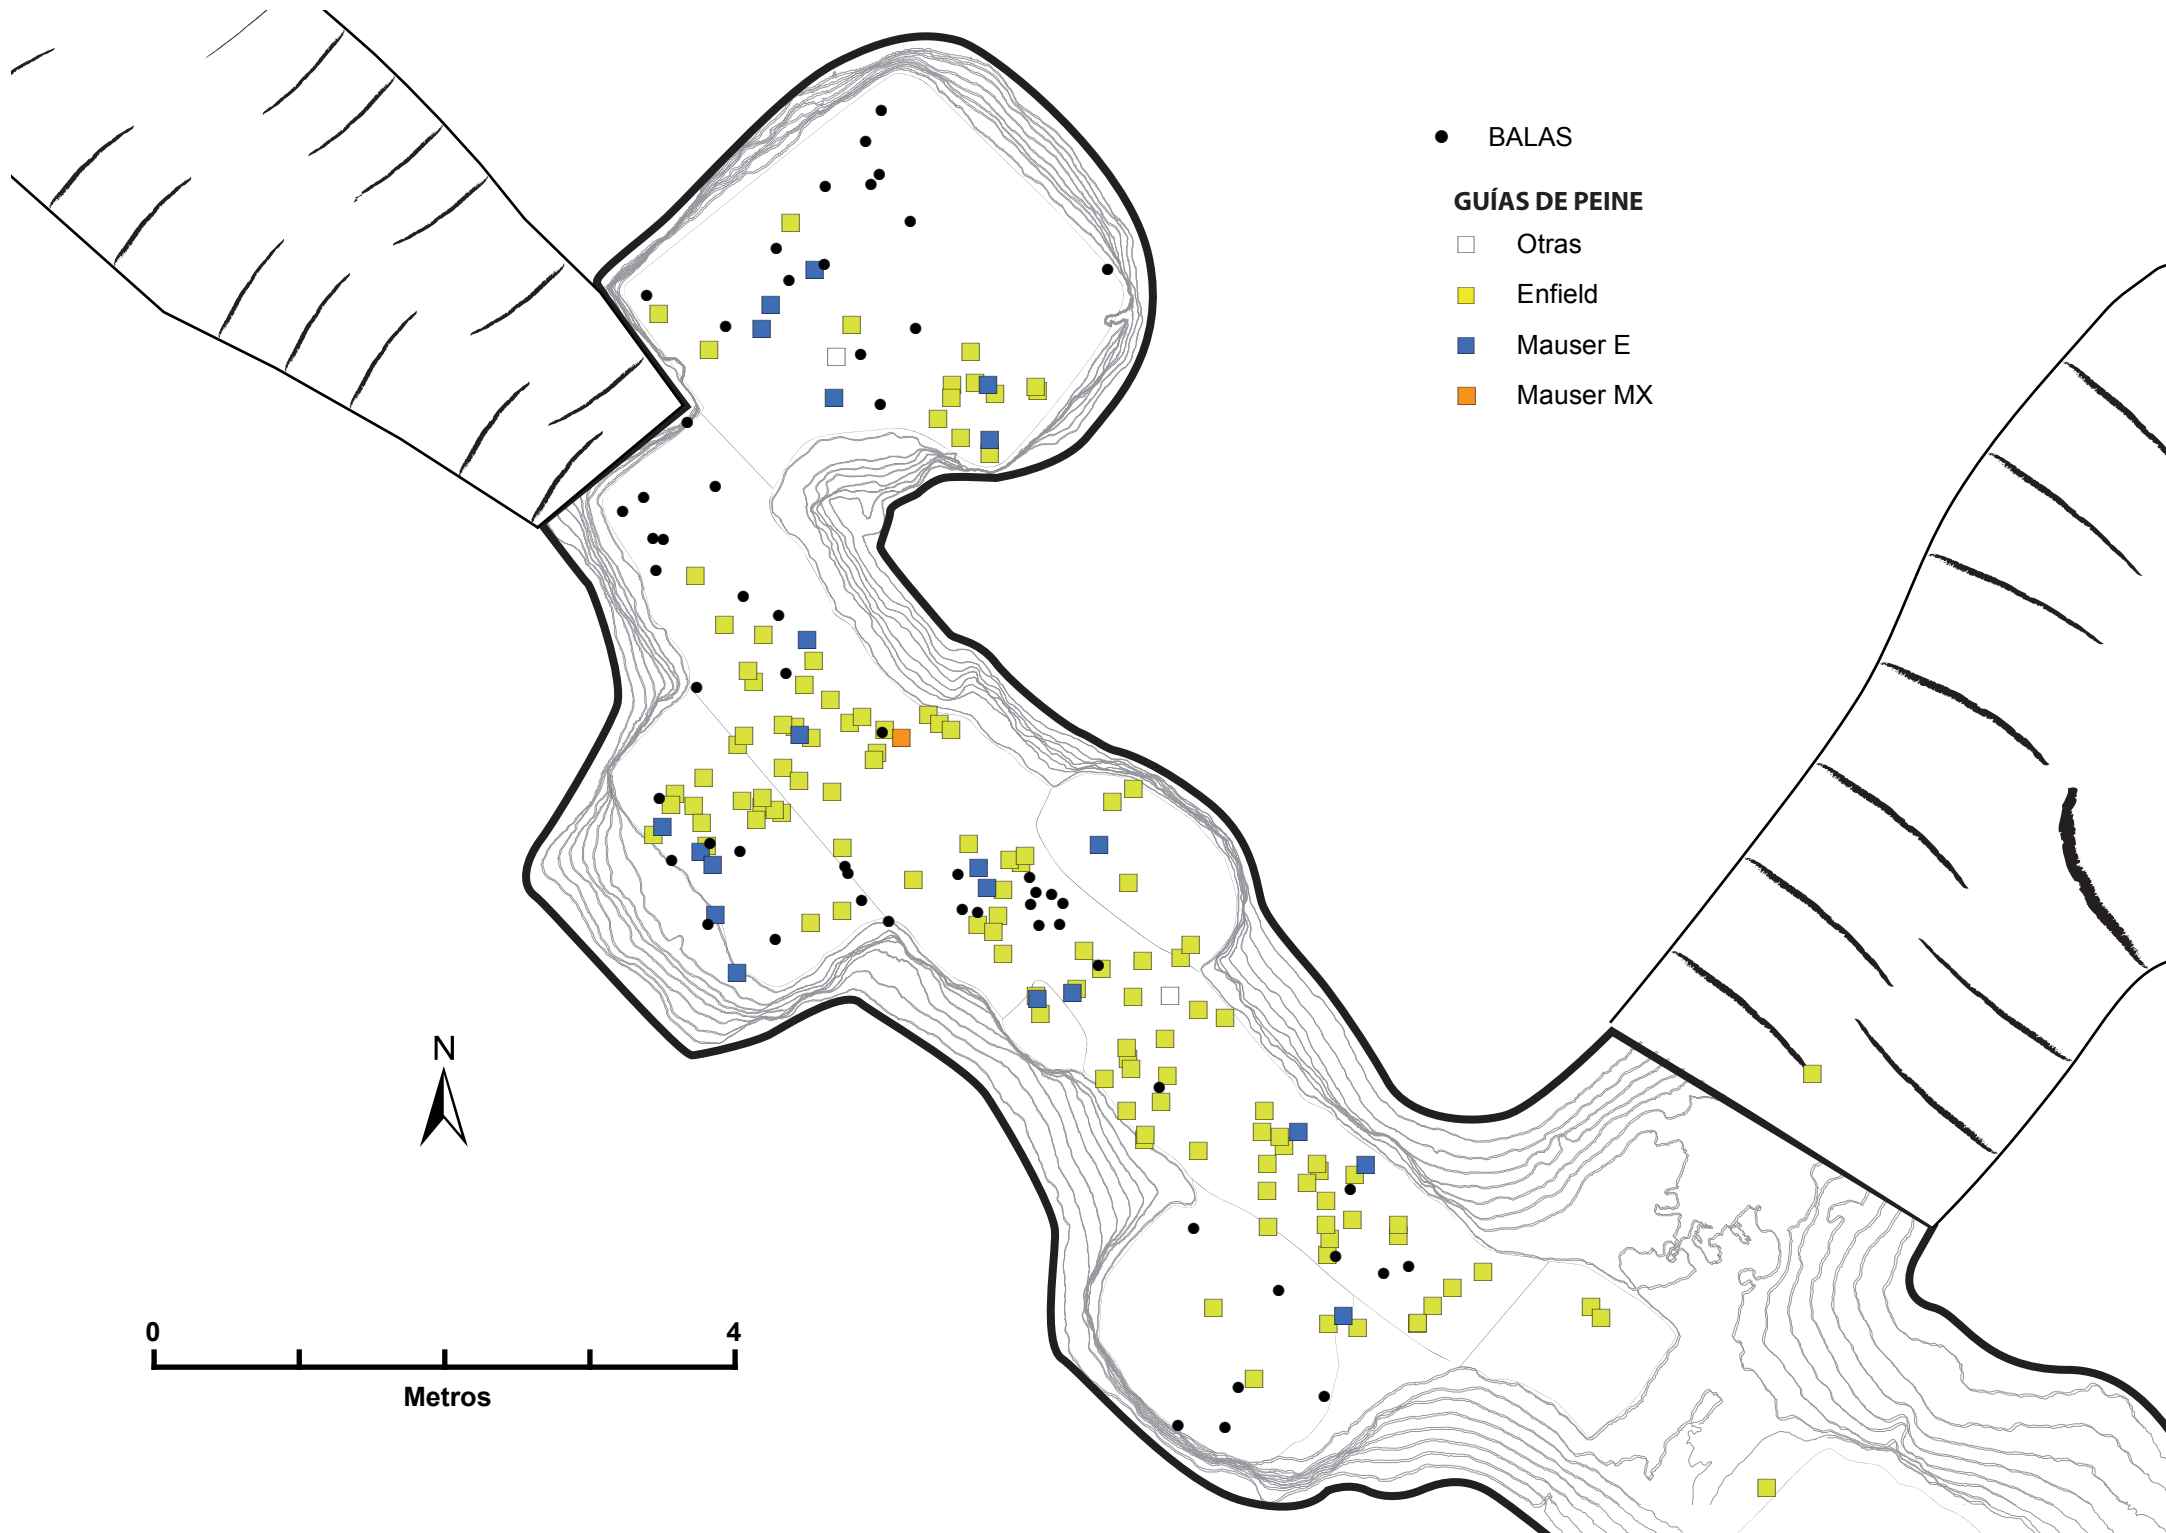 BALAS
GUÍAS DE PEINE
Otras
Enfield
Mauser E
Mauser MX
N
0 4
Metros